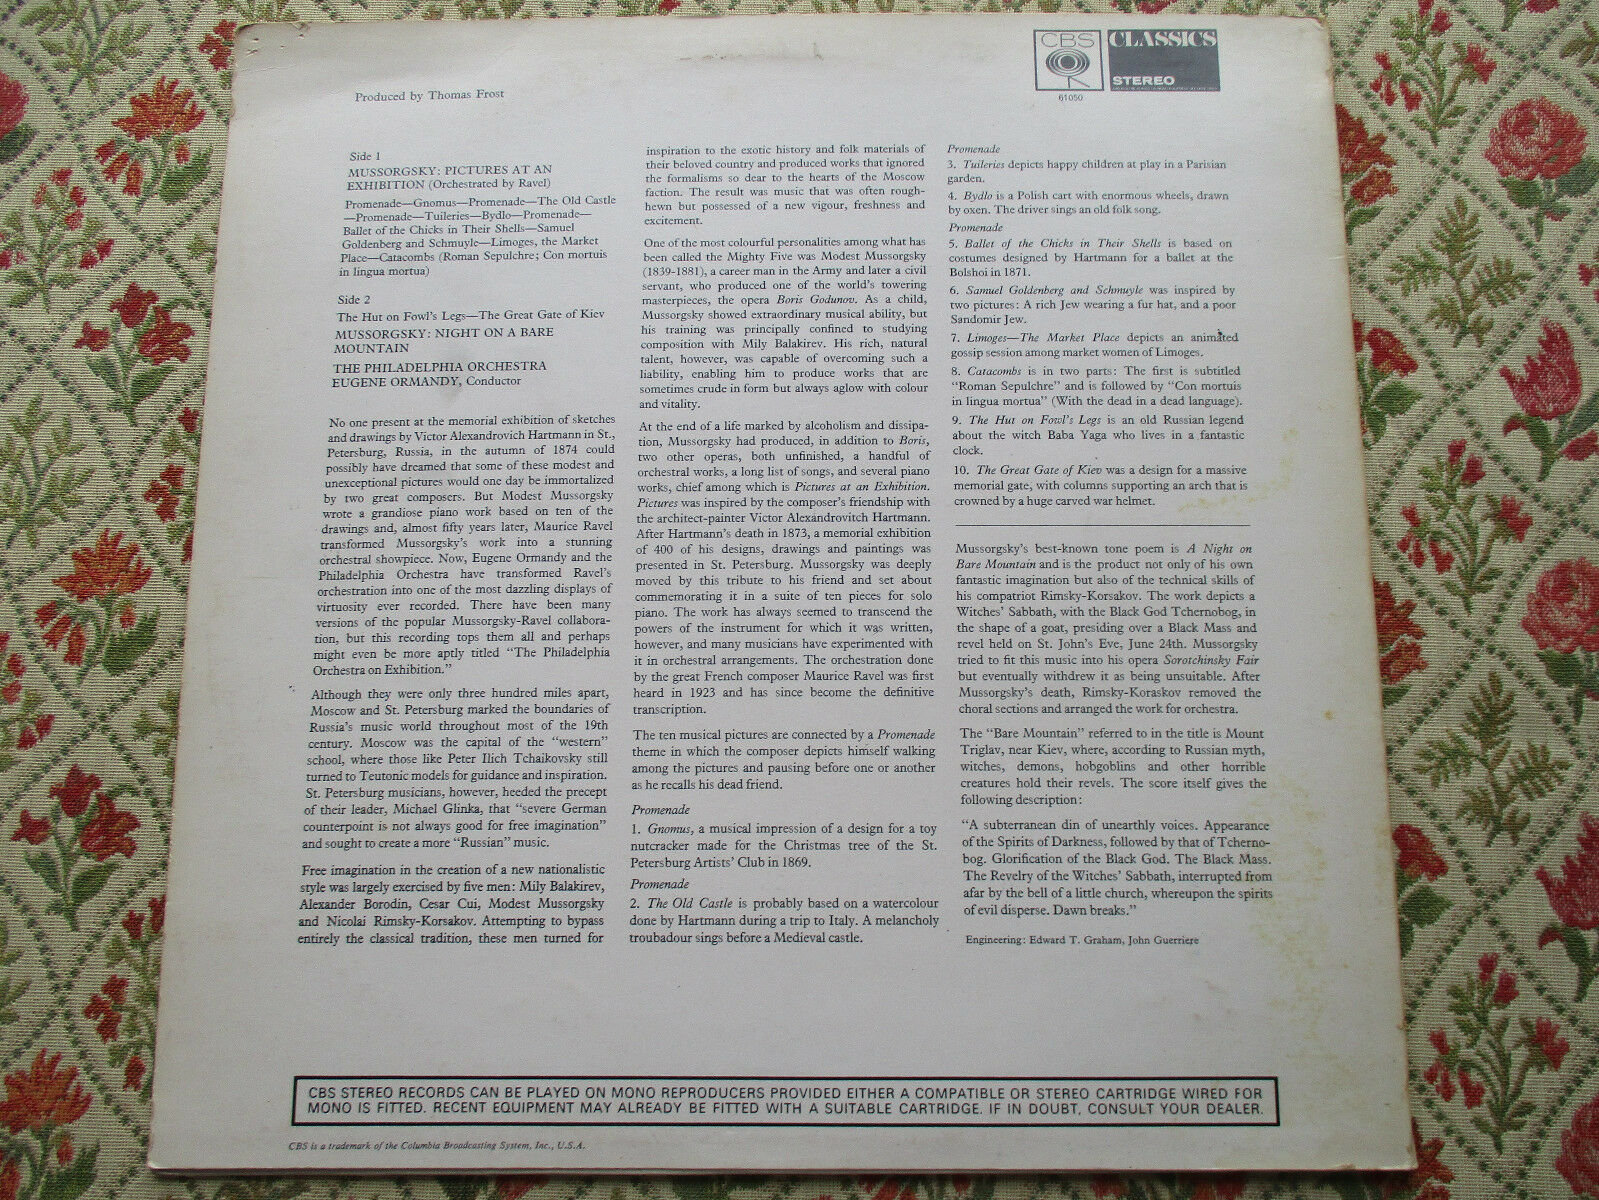 CBS
CLASSICS
STEREO
61050
Produced by Thomas Frost
Side 1
MUSSORGSKY: PICTURES AT AN
EXHIBITION (Orchestrated by Ravel)
Promenade—Gnomus—Promenade—The Old Castle
—Promenade—Tuileries—Bydlo—Promenade—
Ballet of the Chicks in Their Shells—Samuel
Goldenberg and Schmuyle—Limoges, the Market
Place—Catacombs (Roman Sepulchre; Con mortuis
in lingua mortua)
Side 2
The Hut on Fowl's Legs—The Great Gate of Kiev
MUSSORGSKY: NIGHT ON A BARE
MOUNTAIN
THE PHILADELPHIA ORCHESTRA
EUGENE ORMANDY, Conductor
No one present at the memorial exhibition of sketches
and drawings by Victor Alexandrovich Hartmann in St.,
Petersburg, Russia, in the autumn of 1874 could
possibly have dreamed that some of these modest and
unexceptional pictures would one day be immortalized
by two great composers. But Modest Mussorgsky
wrote a grandiose piano work based on ten of the
drawings and, almost fifty years later, Maurice Ravel
transformed Mussorgsky's work into a stunning
orchestral showpiece. Now, Eugene Ormandy and the
Philadelphia Orchestra have transformed Ravel's
orchestration into one of the most dazzling displays of
virtuosity ever recorded. There have been many
versions of the popular Mussorgsky-Ravel collabora-
tion, but this recording tops them all and perhaps
might even be more aptly titled "The Philadelphia
Orchestra on Exhibition."
Although they were only three hundred miles apart,
Moscow and St. Petersburg marked the boundaries of
Russia's music world throughout most of the 19th
century. Moscow was the capital of the "western"
school, where those like Peter Ilich Tchaikovsky still
turned to Teutonic models for guidance and inspiration.
St. Petersburg musicians, however, heeded the precept
of their leader, Michael Glinka, that "severe German
counterpoint is not always good for free imagination"
and sought to create a more "Russian" music.
Free imagination in the creation of a new nationalistic
style was largely exercised by five men: Mily Balakirev,
Alexander Borodin, Cesar Cui, Modest Mussorgsky
and Nicolai Rimsky-Korsakov. Attempting to bypass
entirely the classical tradition, these men turned for
inspiration to the exotic history and folk materials of
their beloved country and produced works that ignored
the formalisms so dear to the hearts of the Moscow
faction. The result was music that was often rough-
hewn but possessed of a new vigour, freshness and
excitement.
One of the most colourful personalities among what has
been called the Mighty Five was Modest Mussorgsky
(1839-1881), a career man in the Army and later a civil
servant, who produced one of the world's towering
masterpieces, the opera Boris Godunov. As a child,
Mussorgsky showed extraordinary musical ability, but
his training was principally confined to studying
composition with Mily Balakirev. His rich, natural
talent, however, was capable of overcoming such a
liability, enabling him to produce works that are
sometimes crude in form but always aglow with colour
and vitality.
At the end of a life marked by alcoholism and dissipa-
tion, Mussorgsky had produced, in addition to Boris,
two other operas, both unfinished, a handful of
orchestral works, a long list of songs, and several piano
works, chief among which is Pictures at an Exhibition.
Pictures was inspired by the composer's friendship with
the architect-painter Victor Alexandrovitch Hartmann.
After Hartmann's death in 1873, a memorial exhibition
of 400 of his designs, drawings and paintings was
presented in St. Petersburg. Mussorgsky was deeply
moved by this tribute to his friend and set about
commemorating it in a suite of ten pieces for solo
piano. The work has always seemed to transcend the
powers of the instrument for which it was written,
however, and many musicians have experimented with
it in orchestral arrangements. The orchestration done
by the great French composer Maurice Ravel was first
heard in 1923 and has since become the definitive
transcription.
The ten musical pictures are connected by a Promenade
theme in which the composer depicts himself walking
among the pictures and pausing before one or another
as he recalls his dead friend.
Promenade
1. Gnomus, a musical impression of a design for a toy
nutcracker made for the Christmas tree of the St.
Petersburg Artists' Club in 1869.
Promenade
2. The Old Castle is probably based on a watercolour
done by Hartmann during a trip to Italy. A melancholy
troubadour sings before a Medieval castle.
Promenade
3. Tuileries depicts happy children at play in a Parisian
garden.
4. Bydlo is a Polish cart with enormous wheels, drawn
by oxen. The driver sings an old folk song.
Promenade
5. Ballet of the Chicks in Their Shells is based on
costumes designed by Hartmann for a ballet at the
Bolshoi in 1871.
6. Samuel Goldenberg and Schmuyle was inspired by
two pictures: A rich Jew wearing a fur hat, and a poor
Sandomir Jew.
7. Limoges—The Market Place depicts an animated
gossip session among market women of Limoges.
8. Catacombs is in two parts: The first is subtitled
"Roman Sepulchre" and is followed by "Con mortuis
in lingua mortua" (With the dead in a dead language).
9. The Hut on Fowl's Legs is an old Russian legend
about the witch Baba Yaga who lives in a fantastic
clock.
10. The Great Gate of Kiev was a design for a massive
memorial gate, with columns supporting an arch that is
crowned by a huge carved war helmet.
Mussorgsky's best-known tone poem is A Night on
Bare Mountain and is the product not only of his own
fantastic imagination but also of the technical skills of
his compatriot Rimsky-Korsakov. The work depicts a
Witches' Sabbath, with the Black God Tchernobog, in
the shape of a goat, presiding over a Black Mass and
revel held on St. John's Eve, June 24th. Mussorgsky
tried to fit this music into his opera Sorotchinsky Fair
but eventually withdrew it as being unsuitable. After
Mussorgsky's death, Rimsky-Koraskov removed the
choral sections and arranged the work for orchestra.
The "Bare Mountain" referred to in the title is Mount
Triglav, near Kiev, where, according to Russian myth,
witches, demons, hobgoblins and other horrible
creatures hold their revels. The score itself gives the
following description:
"A subterranean din of unearthly voices. Appearance
of the Spirits of Darkness, followed by that of Tcherno-
bog. Glorification of the Black God. The Black Mass.
The Revelry of the Witches' Sabbath, interrupted from
afar by the bell of a little church, whereupon the spirits
of evil disperse. Dawn breaks."
Engineering: Edward T. Graham, John Guerriere
CBS STEREO RECORDS CAN BE PLAYED ON MONO REPRODUCERS PROVIDED EITHER A COMPATIBLE OR STEREO CARTRIDGE WIRED FOR
MONO IS FITTED. RECENT EQUIPMENT MAY ALREADY BE FITTED WITH A SUITABLE CARTRIDGE. IF IN DOUBT, CONSULT YOUR DEALER.
CBS is a trademark of the Columbia Broadcasting System, Inc., U.S.A.